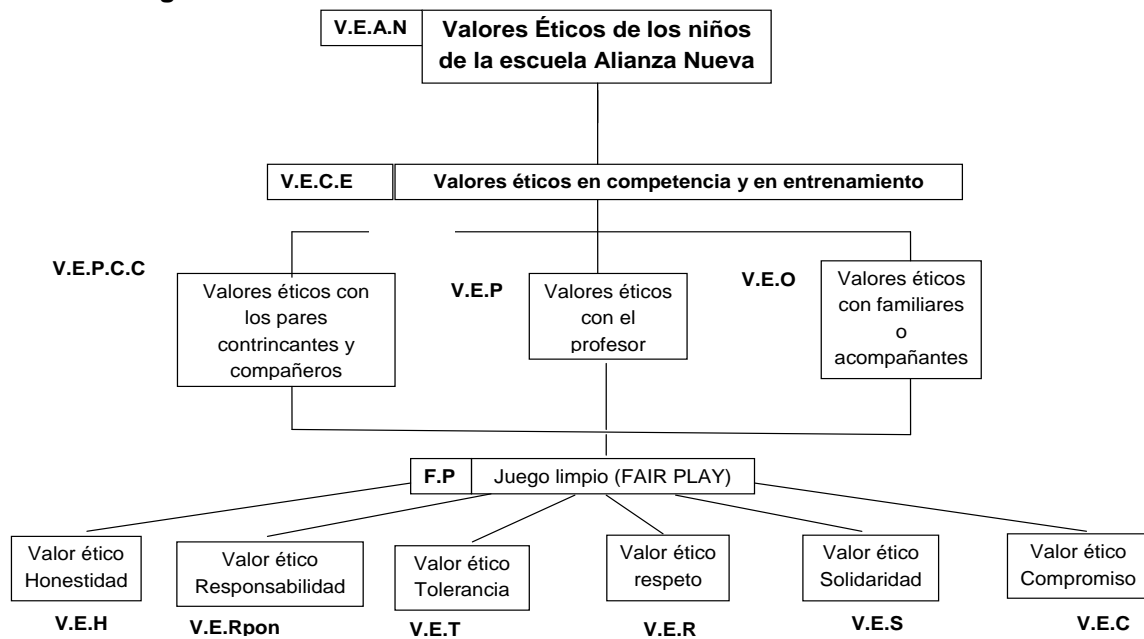 V.E.A.N
Valores Éticos de los niños
de la escuela Alianza Nueva
V.E.C.E
Valores éticos en competencia y en entrenamiento
V.E.P.C.C
Valores éticos con
los pares
contrincantes y
compañeros
V.E.P
Valores éticos
con el
profesor
V.E.O
Valores éticos
con familiares
o
acompañantes
F.P
Juego limpio (FAIR PLAY)
Valor ético
Honestidad
Valor ético
Responsabilidad
Valor ético
Tolerancia
Valor ético
respeto
Valor ético
Solidaridad
Valor ético
Compromiso
V.E.H
V.E.Rpon
V.E.T
V.E.R
V.E.S
V.E.C